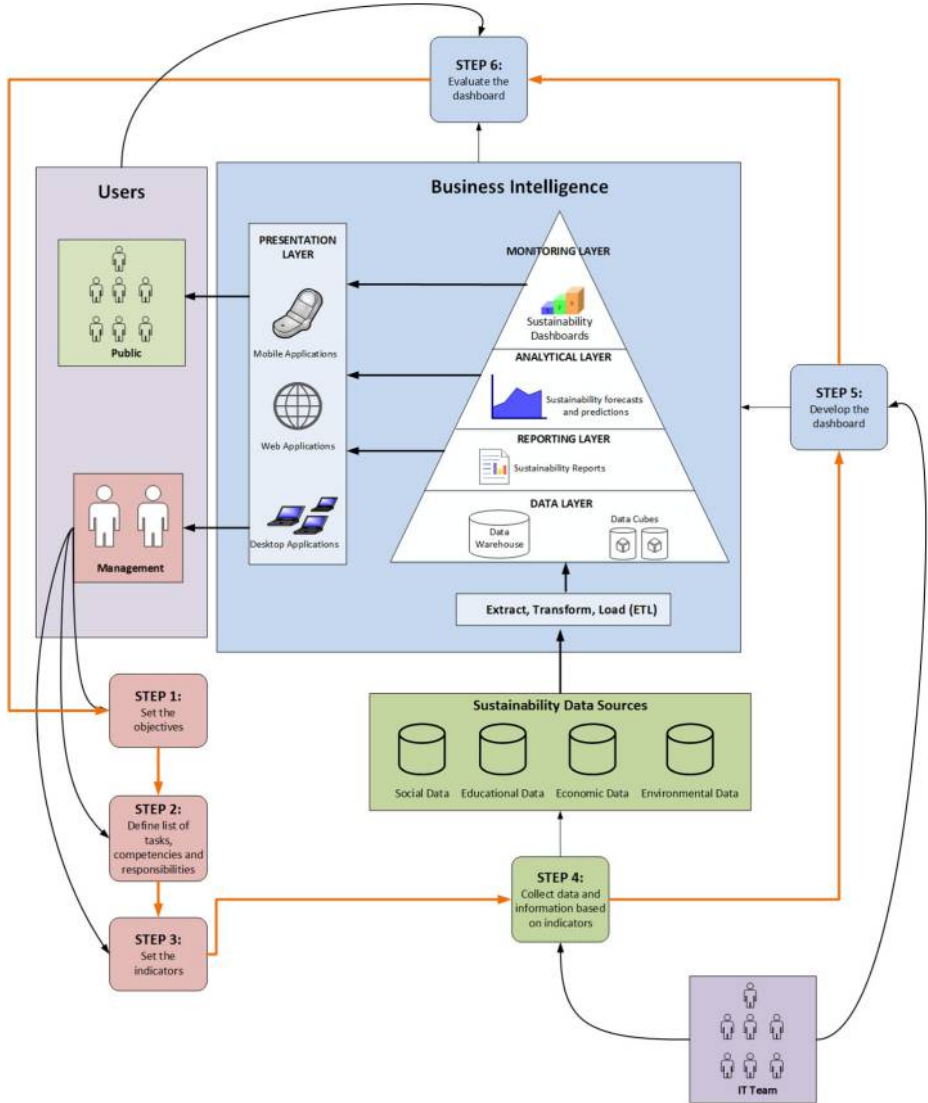 STEP 6:
Evaluate the
dashboard
Users
Public
Management
Business Intelligence
PRESENTATION
LAYER
Mobile Applications
Web Applications
Desktop Applications
MONITORING LAYER
Sustainability
Dashboards
ANALYTICAL LAYER
Sustainability forecasts
and predictions
REPORTING LAYER
Sustainability Reports
DATA LAYER
Data
Warehouse
Data Cubes
Extract, Transform, Load (ETL)
STEP 5:
Develop the
dashboard
Sustainability Data Sources
Social Data
Educational Data
Economic Data
Environmental Data
STEP 1:
Set the
objectives
STEP 2:
Define list of
tasks,
competencies and
responsibilities
STEP 3:
Set the
indicators
STEP 4:
Collect data and
information based
on indicators
IT Team